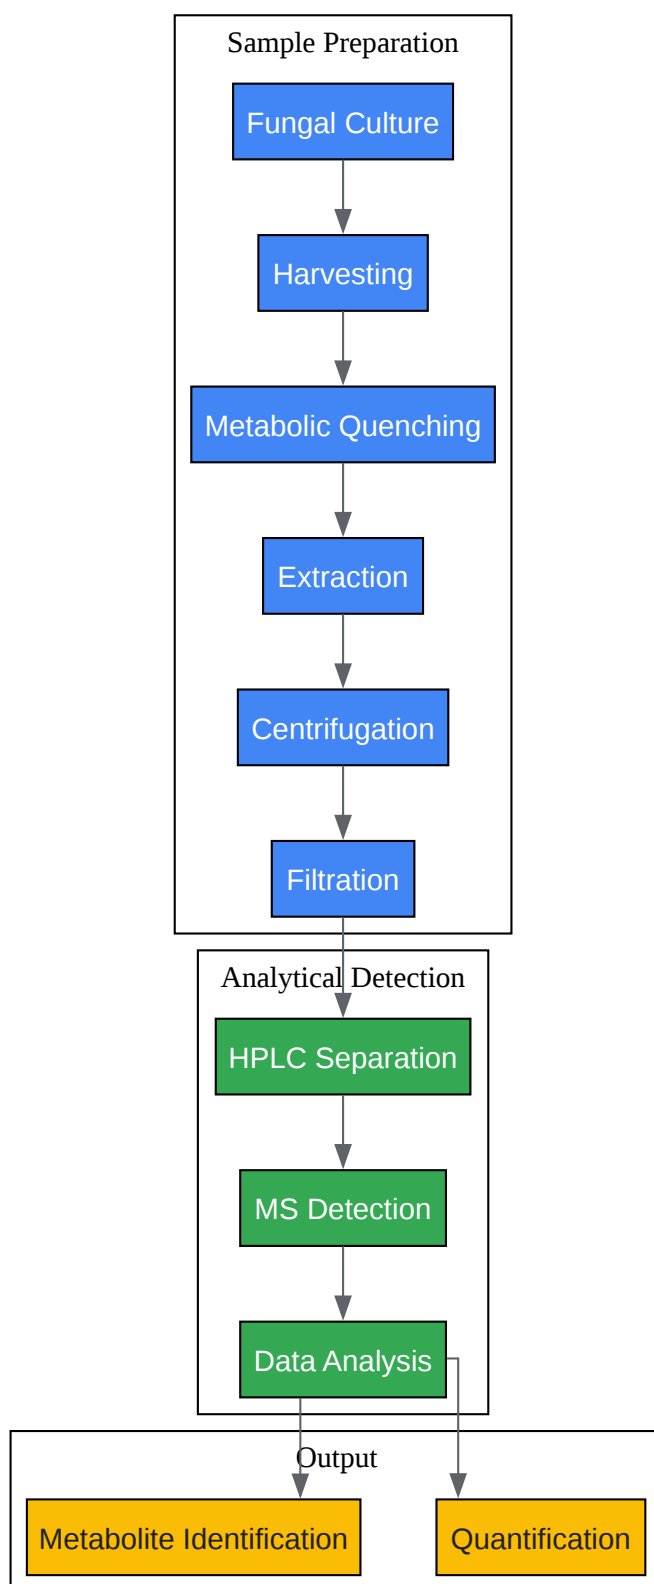 Sample Preparation
Fungal Culture
Harvesting
Metabolic Quenching
Extraction
Centrifugation
Filtration
Analytical Detection
HPLC Separation
MS Detection
Data Analysis
Output
Metabolite Identification
Quantification